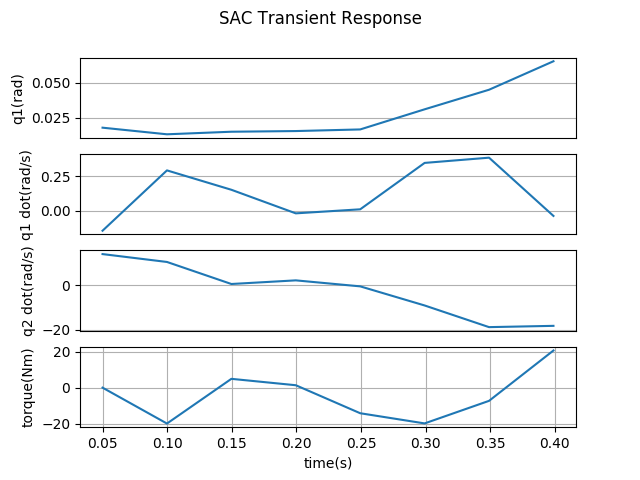 SAC Transient Response
q1(rad)
0.050
0.025
q1 dot(rad/s)
0.25
0.00
q2 dot(rad/s)
0
−20
torque(Nm)
20
0
−20
0.05 0.10 0.15 0.20 0.25 0.30 0.35 0.40
time(s)